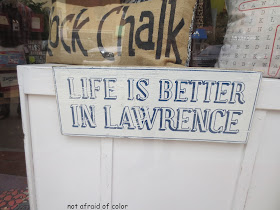 ock Chalk
LIFE IS BETTER
IN LAWRENCE
not afraid of color